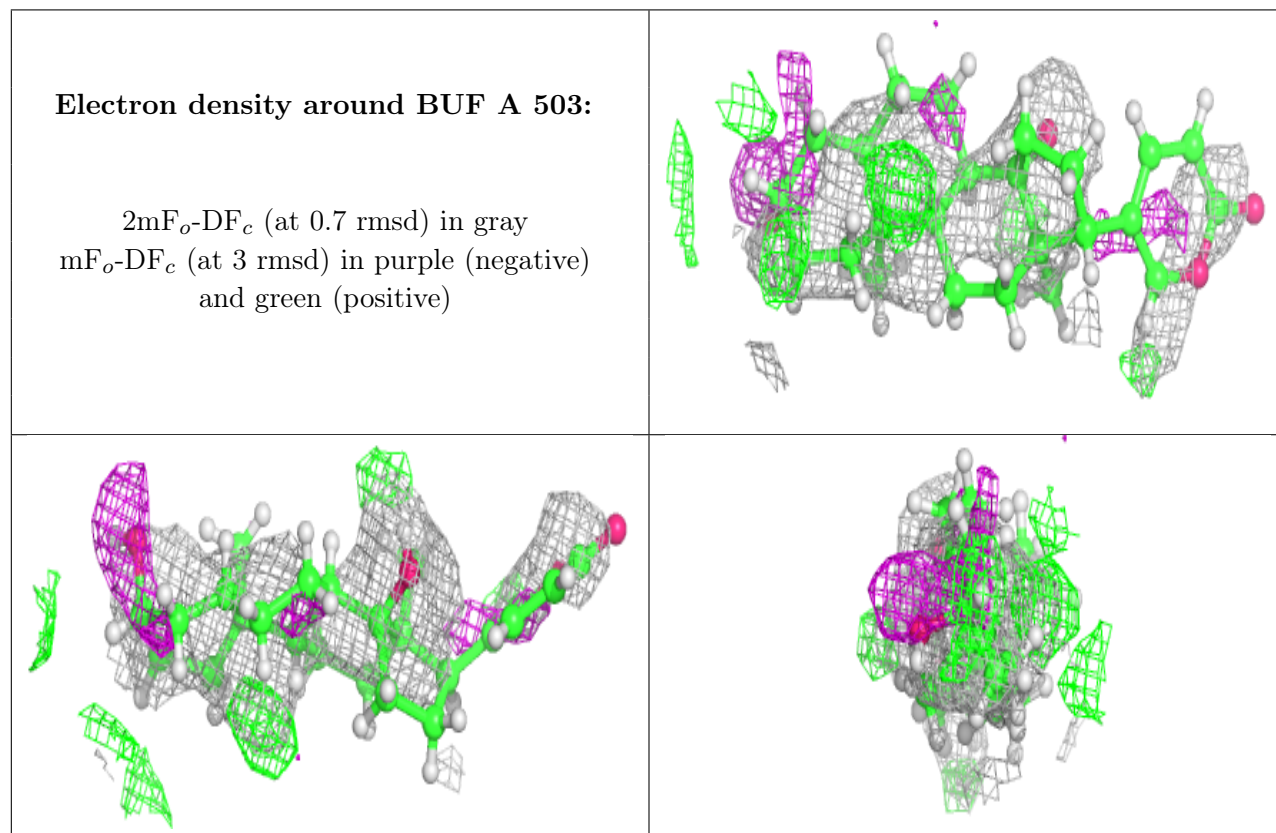 Electron density around BUF A 503:
2mFo-DFc (at 0.7 rmsd) in gray
mFo-DFc (at 3 rmsd) in purple (negative)
and green (positive)